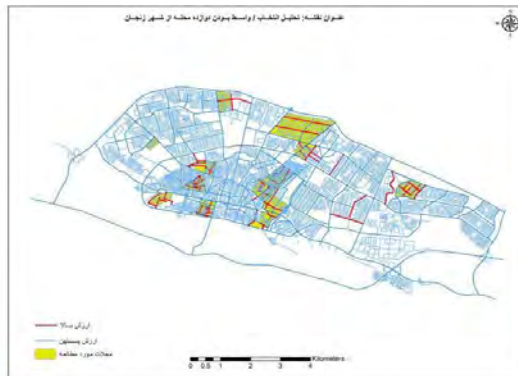 عنوان نقشه: تحلیل انتخاب / واسط بودن دوازده محله از شهر زنجان
ارزش بالا
ارزش پایین
محلات مورد مطالعه
Kilometers
0 0.5 1 2 3 4